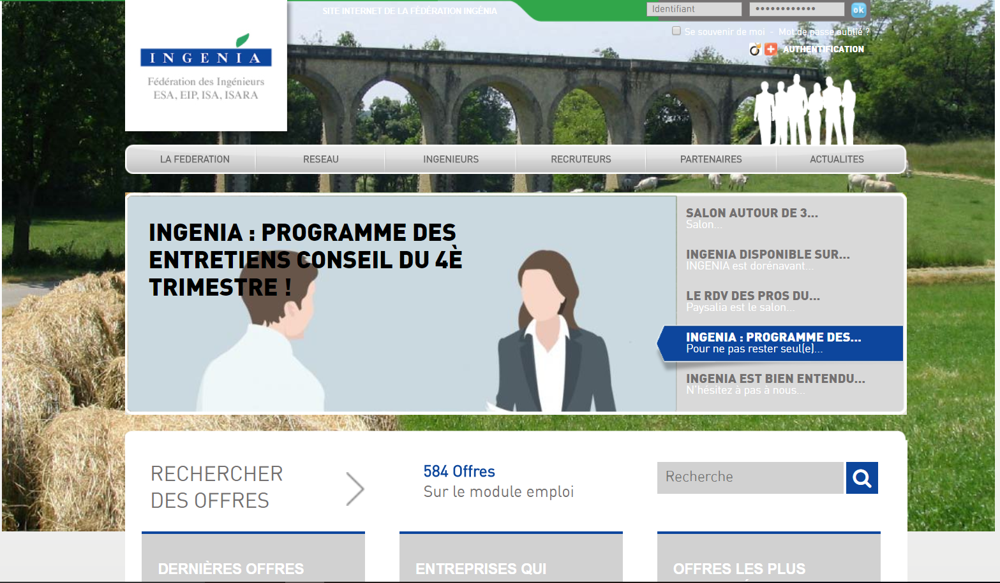 SITE INTERNET DE LA FÉDÉRATION INGÉNIA
Identifiant
ok
Se souvenir de moi - Mot de passe oublié ?
AUTHENTIFICATION
INGENIA
Fédération des Ingénieurs
ESA, EIP, ISA, ISARA
LA FEDERATION
RESEAU
INGENIEURS
RECRUTEURS
PARTENAIRES
ACTUALITES
INGENIA : PROGRAMME DES
ENTRETIENS CONSEIL DU 4È
TRIMESTRE !
SALON AUTOUR DE 3...
Salon...
INGENIA DISPONIBLE SUR...
INGENIA est dorénavant...
LE RDV DES PROS DU...
Paysalia est le salon...
INGENIA : PROGRAMME DES...
Pour ne pas rester seul(e)...
INGENIA EST BIEN ENTENDU...
N'hésitez à pas à nous...
RECHERCHER
DES OFFRES
584 Offres
Sur le module emploi
Recherche
DERNIÈRES OFFRES
ENTREPRISES QUI
OFFRES LES PLUS